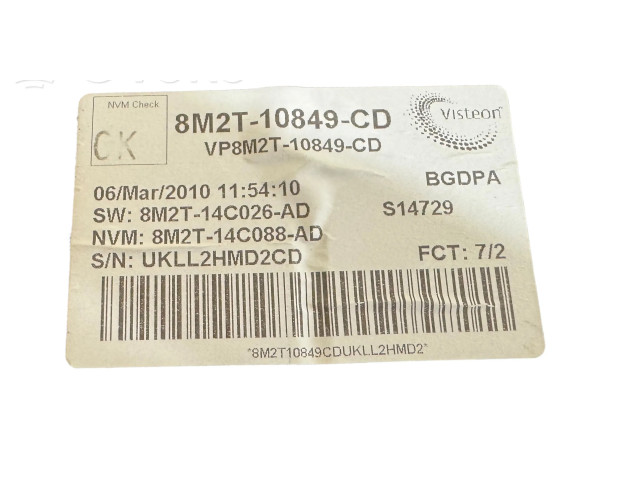 NVM Check
CK
8M2T-10849-CD
VP8M2T-10849-CD
Visteon
BGDPA
06/Mar/2010 11:54:10
SW: 8M2T-14C026-AD
S14729
NVM: 8M2T-14C088-AD
S/N: UKLL2HMD2CD
FCT: 7/2
*8M2T10849CDUKLL2HMD2*